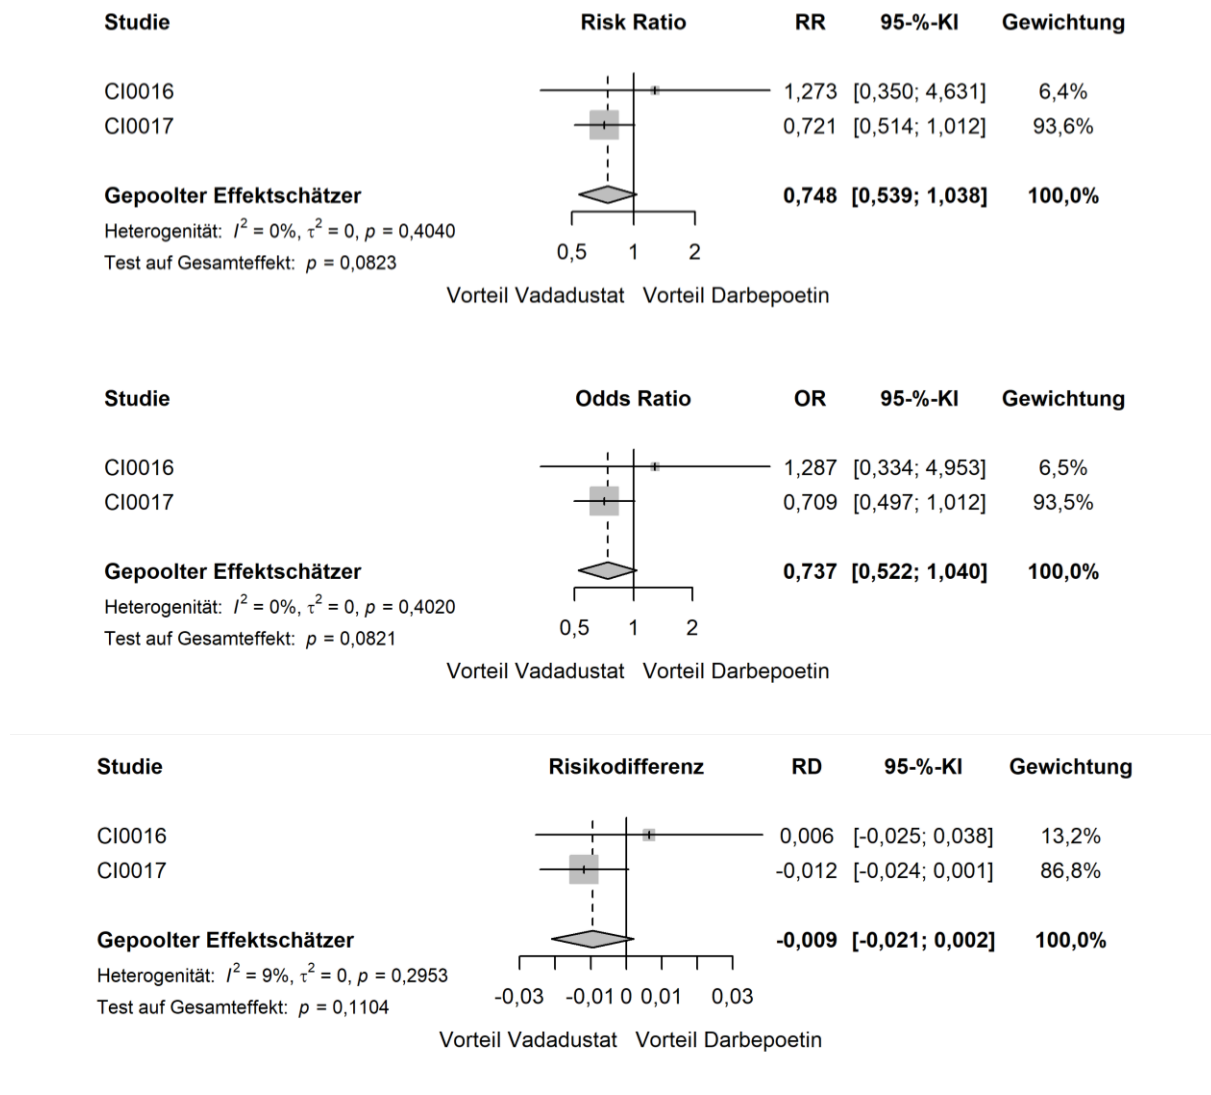 Studie Risk Ratio RR 95-%-KI Gewichtung
CI0016 1,273 [0,350; 4,631] 6,4%
CI0017 0,721 [0,514; 1,012] 93,6%
Gepoolter Effektschätzer 0,748 [0,539; 1,038] 100,0%
Heterogenität: I² = 0%, τ² = 0, p = 0,4040
Test auf Gesamteffekt: p = 0,0823
0,5 1 2
Vorteil Vadadustat Vorteil Darbepoetin
Studie Odds Ratio OR 95-%-KI Gewichtung
CI0016 1,287 [0,334; 4,953] 6,5%
CI0017 0,709 [0,497; 1,012] 93,5%
Gepoolter Effektschätzer 0,737 [0,522; 1,040] 100,0%
Heterogenität: I² = 0%, τ² = 0, p = 0,4020
Test auf Gesamteffekt: p = 0,0821
0,5 1 2
Vorteil Vadadustat Vorteil Darbepoetin
Studie Risikodifferenz RD 95-%-KI Gewichtung
CI0016 0,006 [-0,025; 0,038] 13,2%
CI0017 -0,012 [-0,024; 0,001] 86,8%
Gepoolter Effektschätzer -0,009 [-0,021; 0,002] 100,0%
Heterogenität: I² = 9%, τ² = 0, p = 0,2953
Test auf Gesamteffekt: p = 0,1104
-0,03 -0,01 0 0,01 0,03
Vorteil Vadadustat Vorteil Darbepoetin